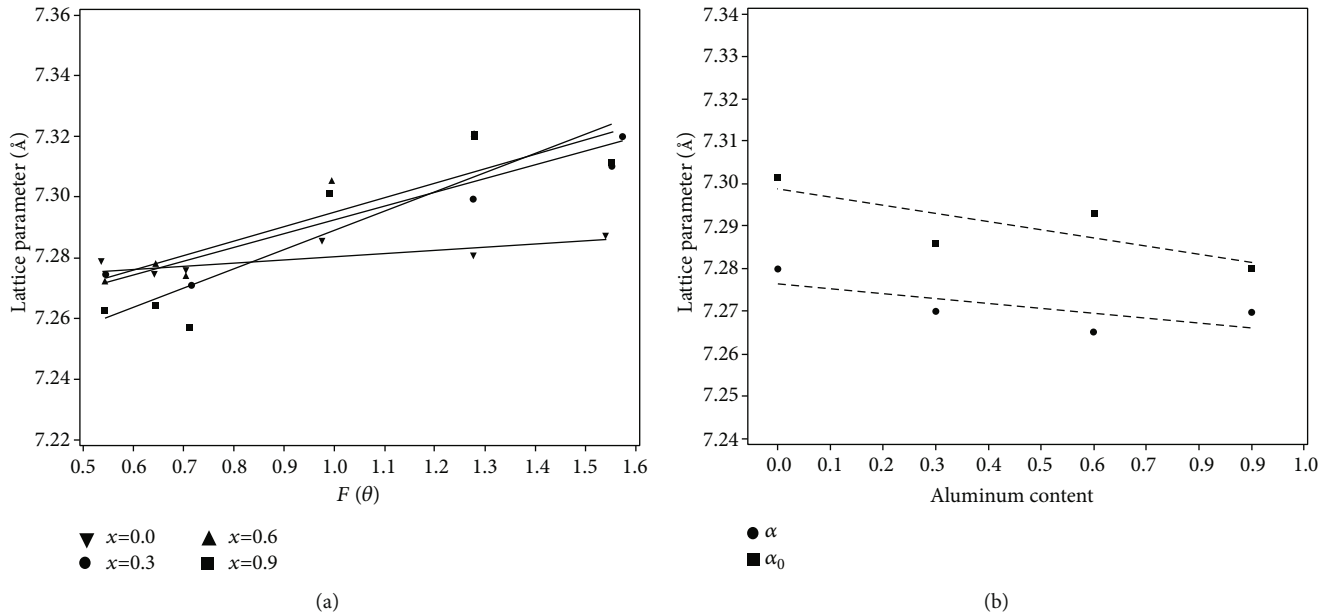 7.36
7.34
7.32
7.30
7.28
7.26
7.24
7.22
Lattice parameter (Å)
0.5 0.6 0.7 0.8 0.9 1.0 1.1 1.2 1.3 1.4 1.5 1.6
F (θ)
x=0.0
x=0.3
x=0.6
x=0.9
(a)
7.34
7.33
7.32
7.31
7.30
7.29
7.28
7.27
7.26
7.25
7.24
Lattice parameter (Å)
0.0 0.1 0.2 0.3 0.4 0.5 0.6 0.7 0.8 0.9 1.0
Aluminum content
α
α₀
(b)